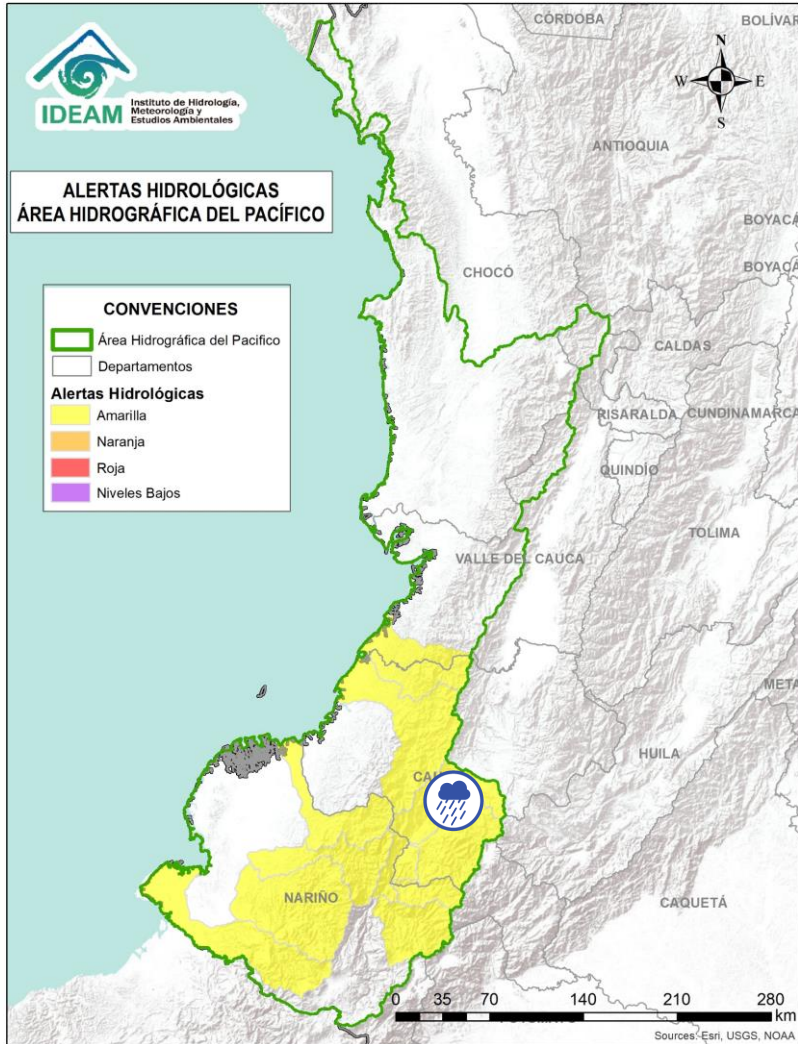 CÓRDOBA
BOLÍVAR
N
W
E
S
IDEAM
Instituto de Hidrología,
Meteorología y
Estudios Ambientales
ANTIOQUIA
ALERTAS HIDROLÓGICAS
ÁREA HIDROGRÁFICA DEL PACÍFICO
BOYACÁ
BOYACÁ
CHOCÓ
CONVENCIONES
Área Hidrográfica del Pacífico
Departamentos
Alertas Hidrológicas
Amarilla
Naranja
Roja
Niveles Bajos
CALDAS
RISARALDA
CUNDINAMARCA
QUINDÍO
TOLIMA
VALLE DEL CAUCA
META
HUILA
NARIÑO
CAQUETÁ
0 35 70 140 210 280
km
Sources: Esri, USGS, NOAA